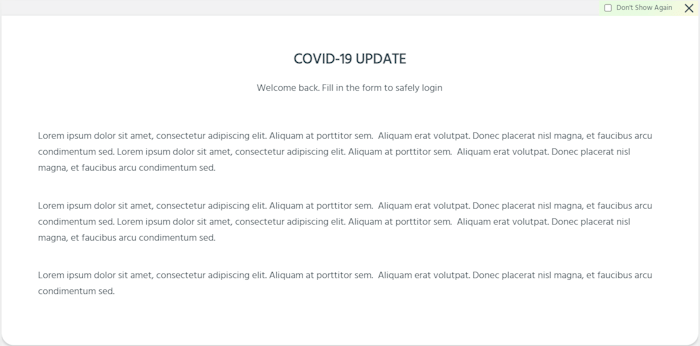 Don't Show Again
COVID-19 UPDATE
Welcome back. Fill in the form to safely login
Lorem ipsum dolor sit amet, consectetur adipiscing elit. Aliquam at porttitor sem.  Aliquam erat volutpat. Donec placerat nisl magna, et faucibus arcu
condimentum sed. Lorem ipsum dolor sit amet, consectetur adipiscing elit. Aliquam at porttitor sem.  Aliquam erat volutpat. Donec placerat nisl
magna, et faucibus arcu condimentum sed.
Lorem ipsum dolor sit amet, consectetur adipiscing elit. Aliquam at porttitor sem.  Aliquam erat volutpat. Donec placerat nisl magna, et faucibus arcu
condimentum sed. Lorem ipsum dolor sit amet, consectetur adipiscing elit. Aliquam at porttitor sem.  Aliquam erat volutpat. Donec placerat nisl
magna, et faucibus arcu condimentum sed.
Lorem ipsum dolor sit amet, consectetur adipiscing elit. Aliquam at porttitor sem.  Aliquam erat volutpat. Donec placerat nisl magna, et faucibus arcu
condimentum sed.